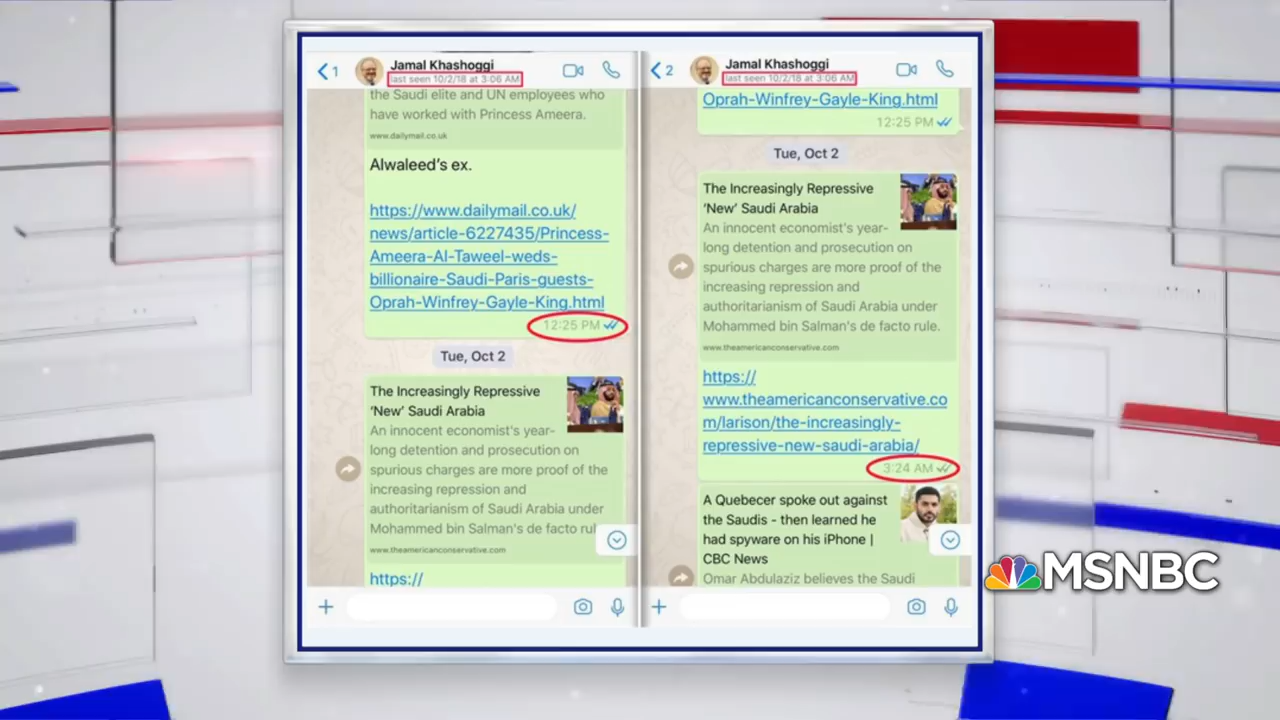 1
Jamal Khashoggi
last seen 10/2/18 at 3:06 AM
the Saudi elite and UN employees who
have worked with Princess Ameera.
www.dailymail.co.uk
Alwaleed's ex.
https://www.dailymail.co.uk/
news/article-6227435/Princess-
Ameera-Al-Taweel-weds-
billionaire-Saudi-Paris-guests-
Oprah-Winfrey-Gayle-King.html
12:25 PM
Tue, Oct 2
The Increasingly Repressive
'New' Saudi Arabia
An innocent economist's year-
long detention and prosecution on
spurious charges are more proof of the
increasing repression and
authoritarianism of Saudi Arabia under
Mohammed bin Salman's de facto rul
www.theamericanconservative.com
https://
2
Jamal Khashoggi
last seen 10/2/18 at 3:06 AM
Oprah-Winfrey-Gayle-King.html
12:25 PM
Tue, Oct 2
The Increasingly Repressive
'New' Saudi Arabia
An innocent economist's year-
long detention and prosecution on
spurious charges are more proof of the
increasing repression and
authoritarianism of Saudi Arabia under
Mohammed bin Salman's de facto rule.
www.theamericanconservative.com
https://
www.theamericanconservative.co
m/larison/the-increasingly-
repressive-new-saudi-arabia/
3:24 AM
A Quebecer spoke out against
the Saudis - then learned he
had spyware on his iPhone |
CBC News
Omar Abdulaziz believes the Saudi
MSNBC